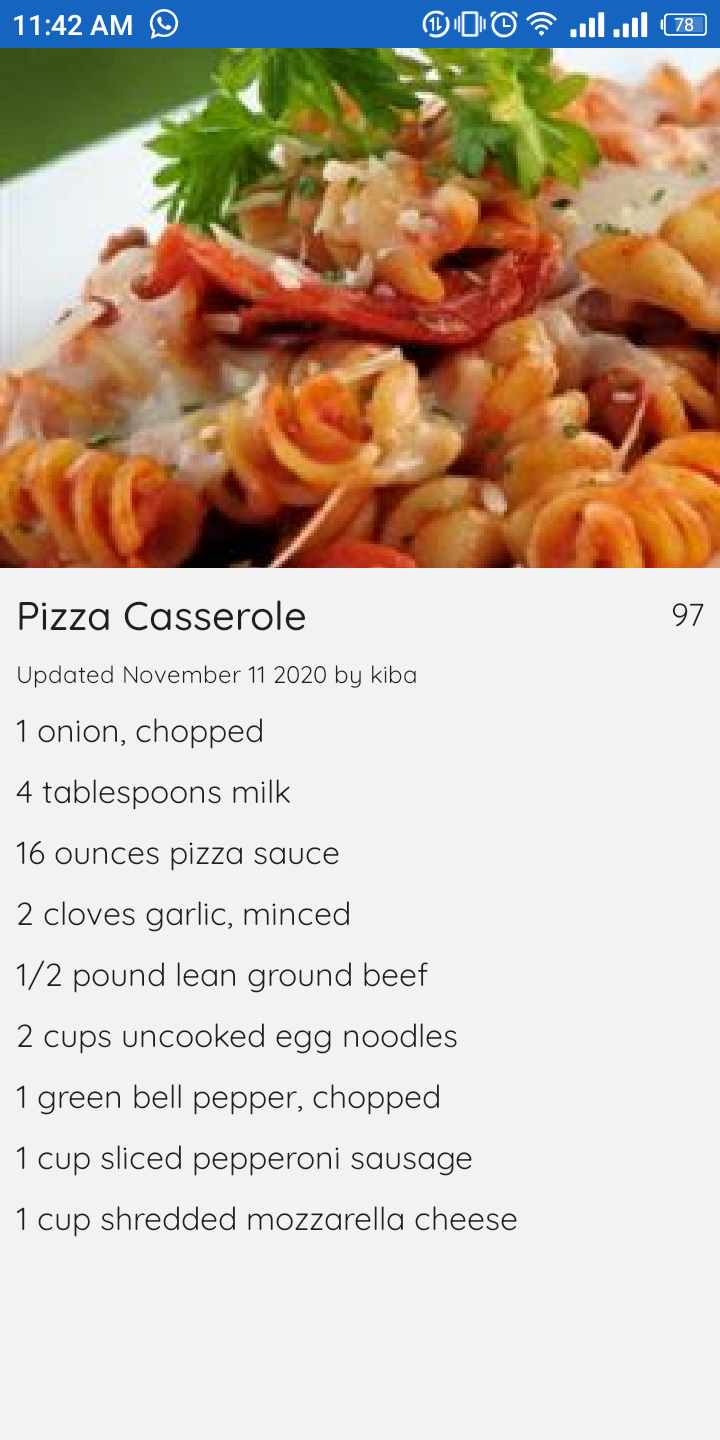 11:42 AM 78
Pizza Casserole 97
Updated November 11 2020 by kiba
1 onion, chopped
4 tablespoons milk
16 ounces pizza sauce
2 cloves garlic, minced
1/2 pound lean ground beef
2 cups uncooked egg noodles
1 green bell pepper, chopped
1 cup sliced pepperoni sausage
1 cup shredded mozzarella cheese